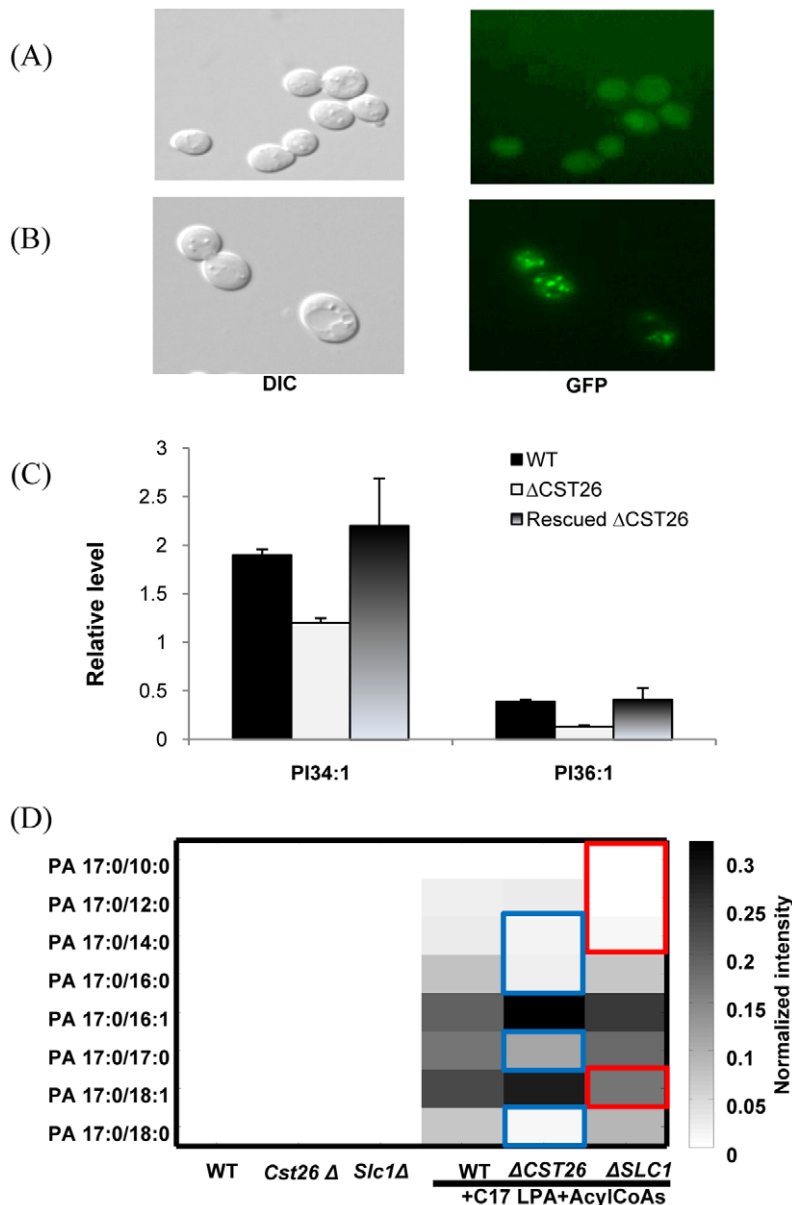 (A)
(B)
DIC GFP
(C)
3
2.5
2
1.5
1
0.5
0
Relative level
WT
ΔCST26
Rescued ΔCST26
PI34:1 PI36:1
(D)
PA 17:0/10:0
PA 17:0/12:0
PA 17:0/14:0
PA 17:0/16:0
PA 17:0/16:1
PA 17:0/17:0
PA 17:0/18:1
PA 17:0/18:0
WT Cst26 Δ Slc1Δ WT ΔCST26 ΔSLC1
+C17 LPA+AcylCoAs
0.3
0.25
0.2
0.15
0.1
0.05
0
Normalized intensity